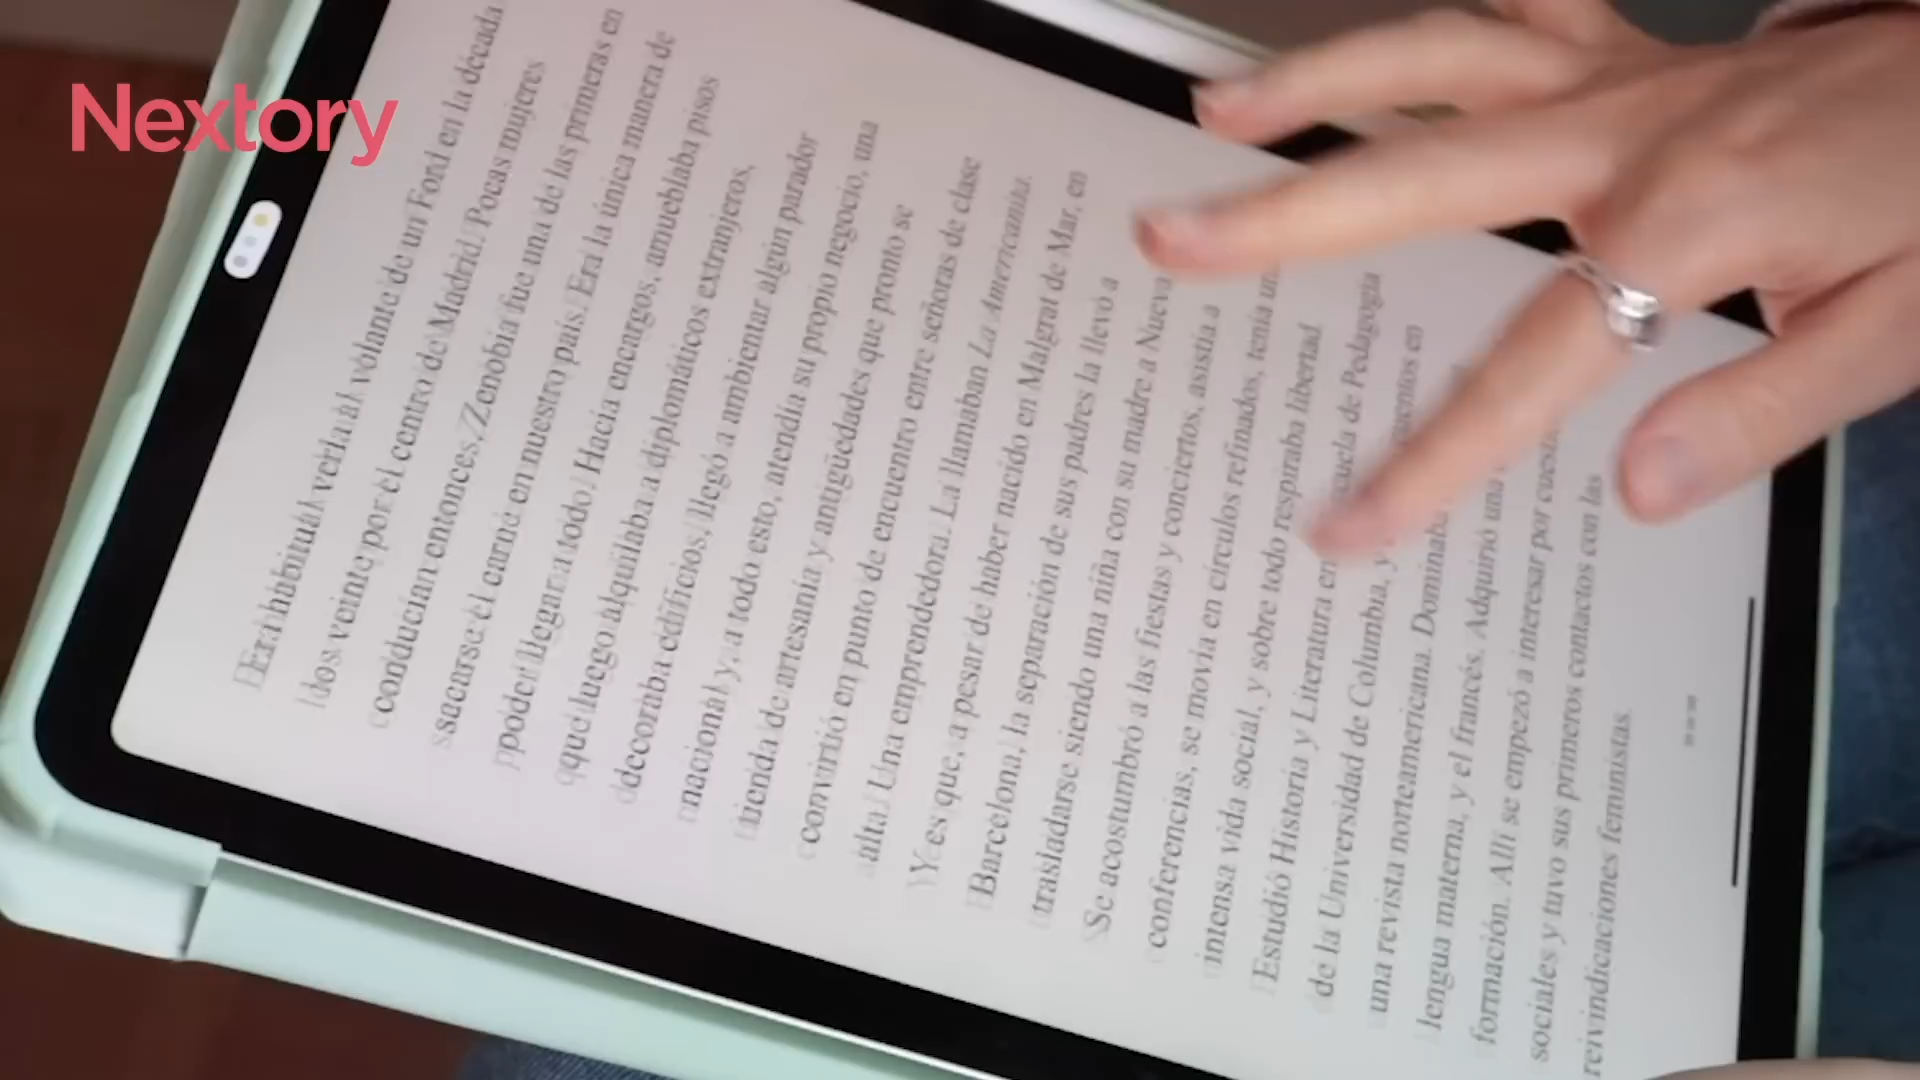 Nextory
Era habitual verla al volante de un Ford en la década
de los veinte por el centro de Madrid. Pocas mujeres
conducían entonces. Zenobia fue una de las primeras en
sacarse el carné en nuestro país. Era la única manera de
poder llegar a todo. Hacía encargos, amueblaba pisos
que luego alquilaba a diplomáticos extranjeros,
decoraba edificios, llegó a ambientar algún parador
nacional y, a todo esto, atendía su propio negocio, una
tienda de artesanía y antigüedades que pronto se
convirtió en punto de encuentro entre señoras de clase
alta. Una emprendedora. La llamaban La Americanita.
Y es que, a pesar de haber nacido en Malgrat de Mar, en
Barcelona, la separación de sus padres la llevó a
trasladarse siendo una niña con su madre a Nueva
Se acostumbró a las fiestas y conciertos, asistía a
conferencias, se movía en círculos refinados, tenía
intensa vida social, y sobre todo respiraba libertad.
Estudió Historia y Literatura en de Pedagogía
de la Universidad de Columbia, y en
una revista norteamericana.
lengua materna, y el francés. Adquirió una
formación. Allí se empezó a interesar por
sociales y tuvo sus primeros contactos con las
reivindicaciones feministas.